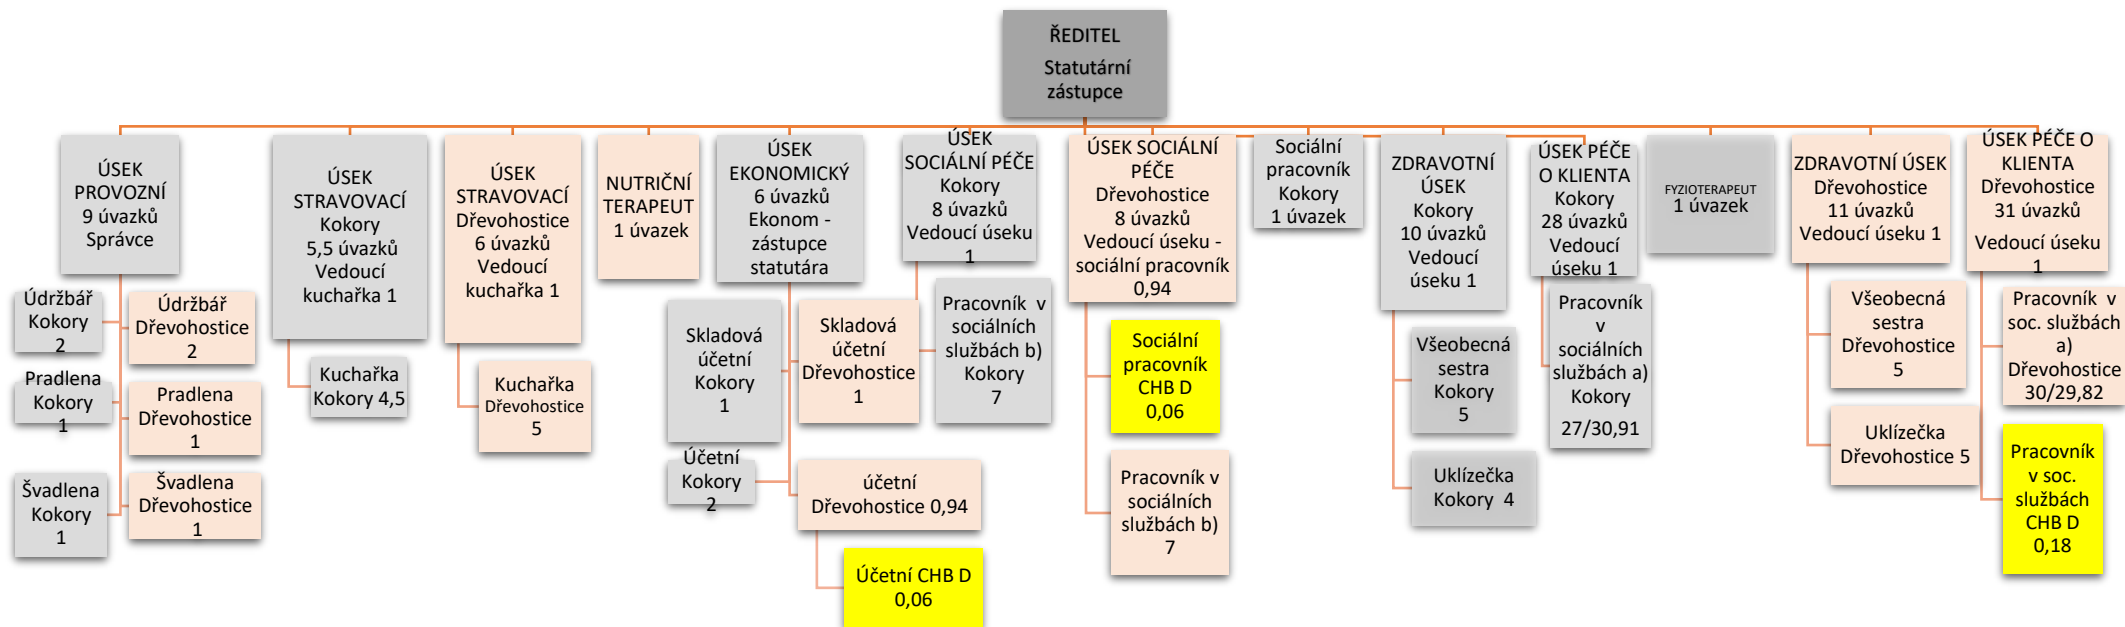 ŘEDITEL
Statutární
zástupce
ÚSEK
PROVOZNÍ
9 úvazků
Správce
Údržbář
Kokory
2
Údržbář
Dřevohostice
2
Pradlena
Kokory
1
Pradlena
Dřevohostice
1
Švadlena
Kokory
1
Švadlena
Dřevohostice
1
ÚSEK
STRAVOVACÍ
Kokory
5,5 úvazků
Vedoucí
kuchařka 1
Kuchařka
Kokory 4,5
ÚSEK
STRAVOVACÍ
Dřevohostice
6 úvazků
Vedoucí
kuchařka 1
Kuchařka
Dřevohostice
5
NUTRIČNÍ
TERAPEUT
1 úvazek
ÚSEK
EKONOMICKÝ
6 úvazků
Ekonom -
zástupce
statutára
Skladová
účetní
Kokory
1
Skladová
účetní
Dřevohostice
1
Účetní
Kokory
2
účetní
Dřevohostice 0,94
Účetní CHB D
0,06
ÚSEK
SOCIÁLNÍ PÉČE
Kokory
8 úvazků
Vedoucí úseku
1
Pracovník v
sociálních
službách b)
Kokory
7
ÚSEK SOCIÁLNÍ
PÉČE
Dřevohostice
8 úvazků
Vedoucí úseku -
sociální pracovník
0,94
Sociální
pracovník
CHB D
0,06
Pracovník v
sociálních
službách b)
7
Sociální
pracovník
Kokory
1 úvazek
ZDRAVOTNÍ
ÚSEK
Kokory
10 úvazků
Vedoucí
úseku 1
Všeobecná
sestra
Kokory
5
Uklízečka
Kokory 4
ÚSEK PÉČE
O KLIENTA
Kokory
28 úvazků
Vedoucí
úseku 1
Pracovník
v
sociálních
službách a)
Kokory
27/30,91
FYZIOTERAPEUT
1 úvazek
ZDRAVOTNÍ ÚSEK
Dřevohostice
11 úvazků
Vedoucí úseku 1
Všeobecná
sestra
Dřevohostice
5
Uklízečka
Dřevohostice 5
ÚSEK PÉČE O
KLIENTA
Dřevohostice
31 úvazků
Vedoucí úseku
1
Pracovník v
soc. službách
a)
Dřevohostice
30/29,82
Pracovník
v soc.
službách
CHB D
0,18